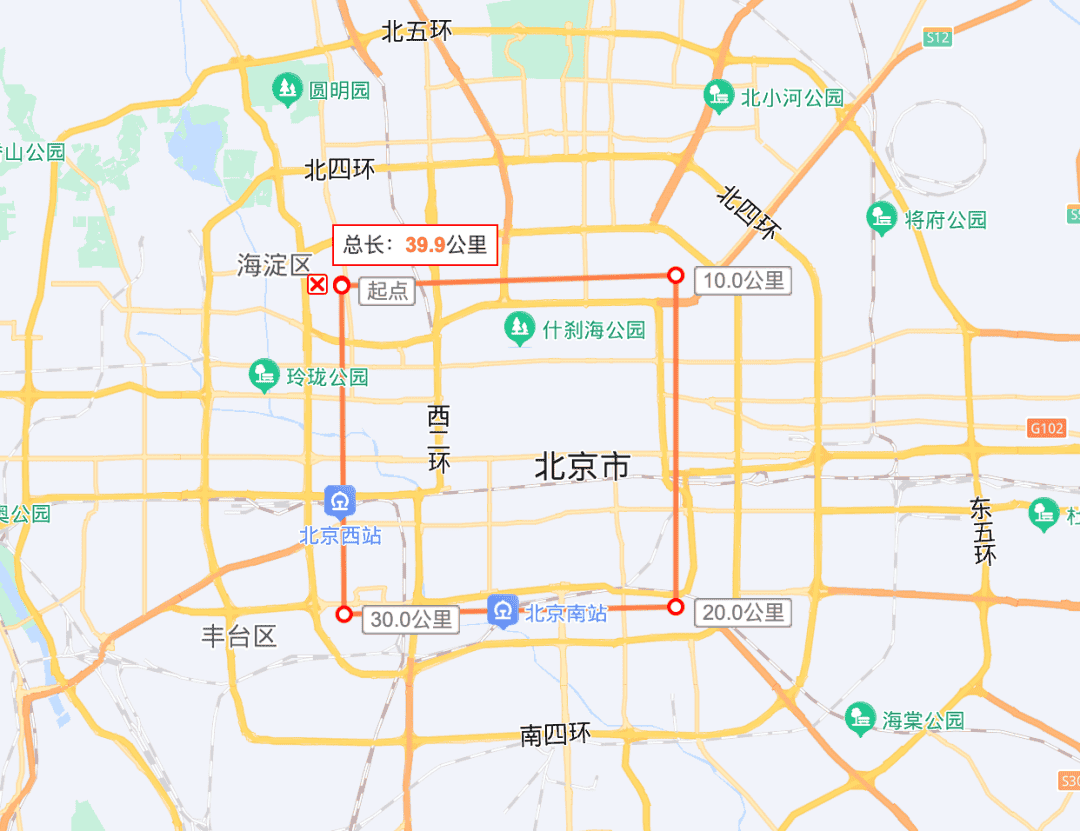 北五环
S12
圆明园
北小河公园
山公园
北四环
北四环
将府公园
总长：39.9公里
海淀区
起点
10.0公里
什刹海公园
玲珑公园
西二环
G102
北京市
北京西站
奥公园
东五环
30.0公里
北京南站
20.0公里
丰台区
海棠公园
南四环